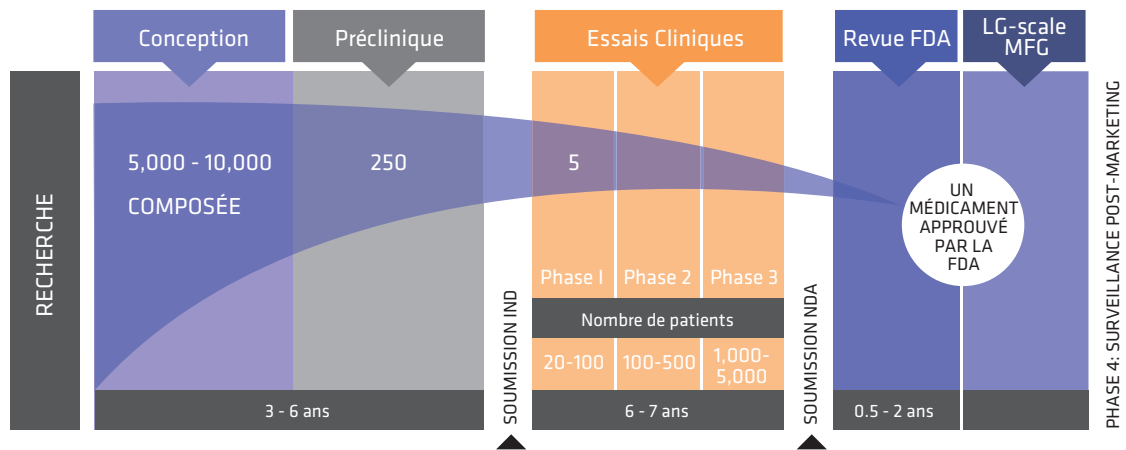 Conception
Préclinique
Essais Cliniques
Revue FDA
LG-scale
MFG
RECHERCHE
5,000 - 10,000
COMPOSÉE
250
5
UN
MÉDICAMENT
APPROUVÉ
PAR LA
FDA
Phase I
Phase 2
Phase 3
Nombre de patients
20-100
100-500
1,000-
5,000
3 - 6 ans
SOUMISSION IND
6 - 7 ans
SOUMISSION NDA
0.5 - 2 ans
PHASE 4: SURVEILLANCE POST-MARKETING